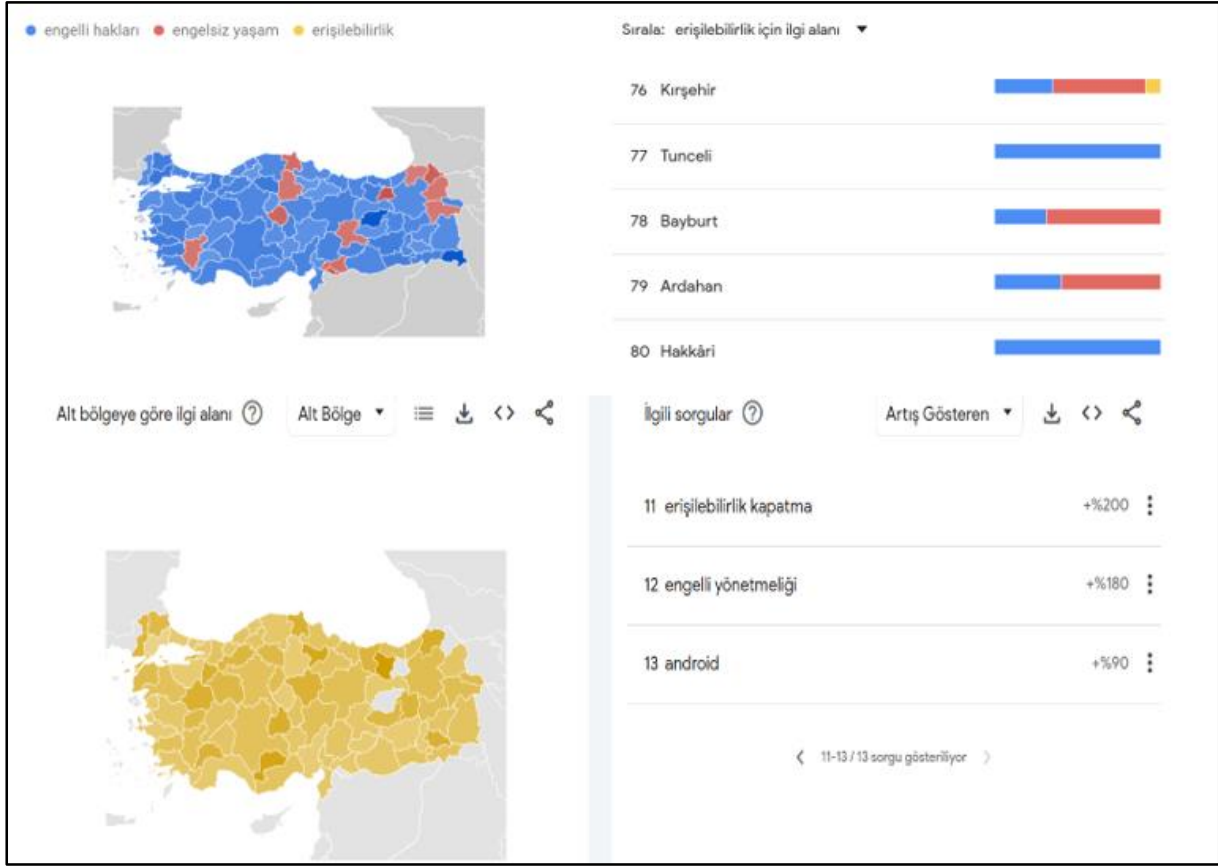 engelli hakları engelsiz yaşam erişilebilirlik
Sırala: erişilebilirlik için ilgi alanı
76 Kırşehir
77 Tunceli
78 Bayburt
79 Ardahan
80 Hakkâri
Alt bölgeye göre ilgi alanı ? Alt Bölge
İlgili sorgular ? Artış Gösteren
11 erişilebilirlik kapatma +%200
12 engelli yönetmeliği +%180
13 android +%90
11-13 / 13 sorgu gösteriliyor